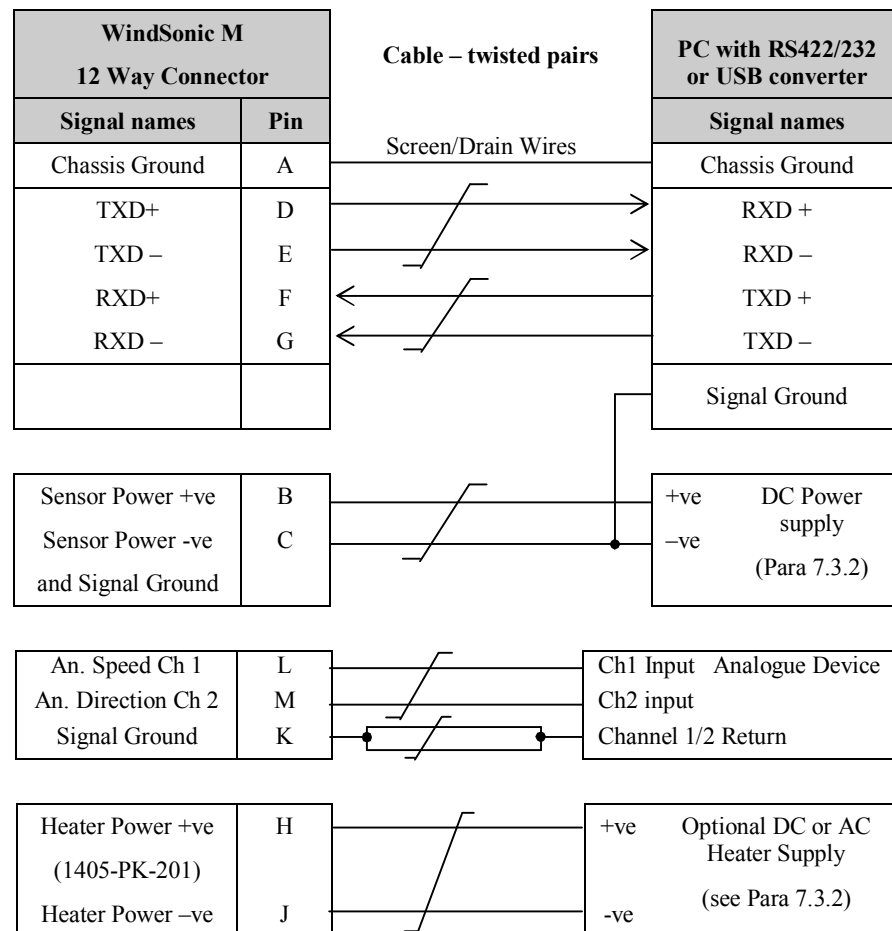 WindSonic M
12 Way Connector
Cable – twisted pairs
PC with RS422/232
or USB converter
Signal names Pin
Signal names
Chassis Ground A
Screen/Drain Wires
Chassis Ground
TXD+ D
RXD +
TXD – E
RXD –
RXD+ F
TXD +
RXD – G
TXD –
Signal Ground
Sensor Power +ve B
+ve DC Power
supply
Sensor Power -ve C
–ve
(Para 7.3.2)
and Signal Ground
An. Speed Ch 1 L
Ch1 Input Analogue Device
An. Direction Ch 2 M
Ch2 input
Signal Ground K
Channel 1/2 Return
Heater Power +ve H
+ve Optional DC or AC
Heater Supply
(1405-PK-201)
(see Para 7.3.2)
Heater Power –ve J
-ve